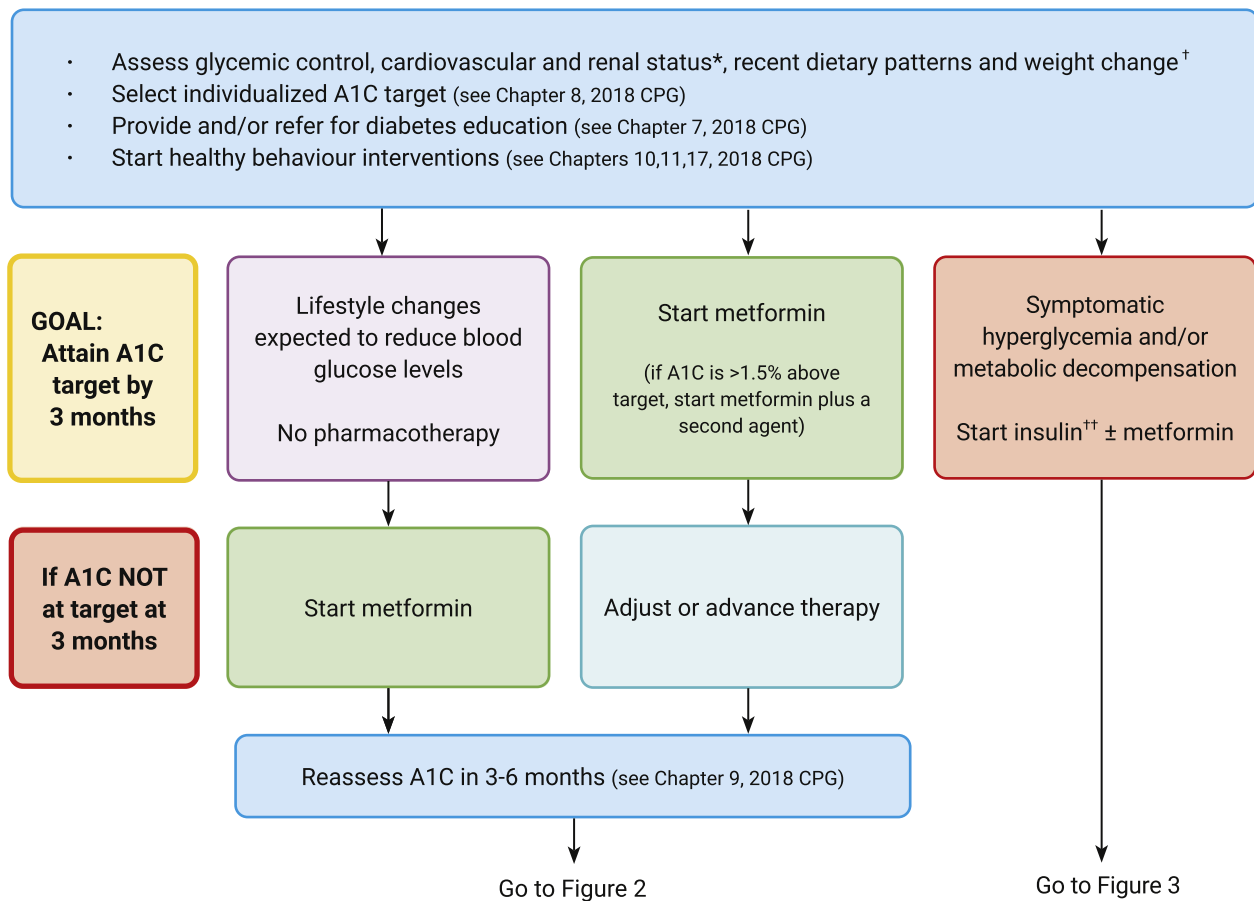 · Assess glycemic control, cardiovascular and renal status*, recent dietary patterns and weight change†
· Select individualized A1C target (see Chapter 8, 2018 CPG)
· Provide and/or refer for diabetes education (see Chapter 7, 2018 CPG)
· Start healthy behaviour interventions (see Chapters 10,11,17, 2018 CPG)
GOAL:
Attain A1C
target by
3 months
Lifestyle changes
expected to reduce blood
glucose levels
No pharmacotherapy
Start metformin
(if A1C is >1.5% above
target, start metformin plus a
second agent)
Symptomatic
hyperglycemia and/or
metabolic decompensation
Start insulin†† ± metformin
If A1C NOT
at target at
3 months
Start metformin
Adjust or advance therapy
Reassess A1C in 3-6 months (see Chapter 9, 2018 CPG)
Go to Figure 2
Go to Figure 3